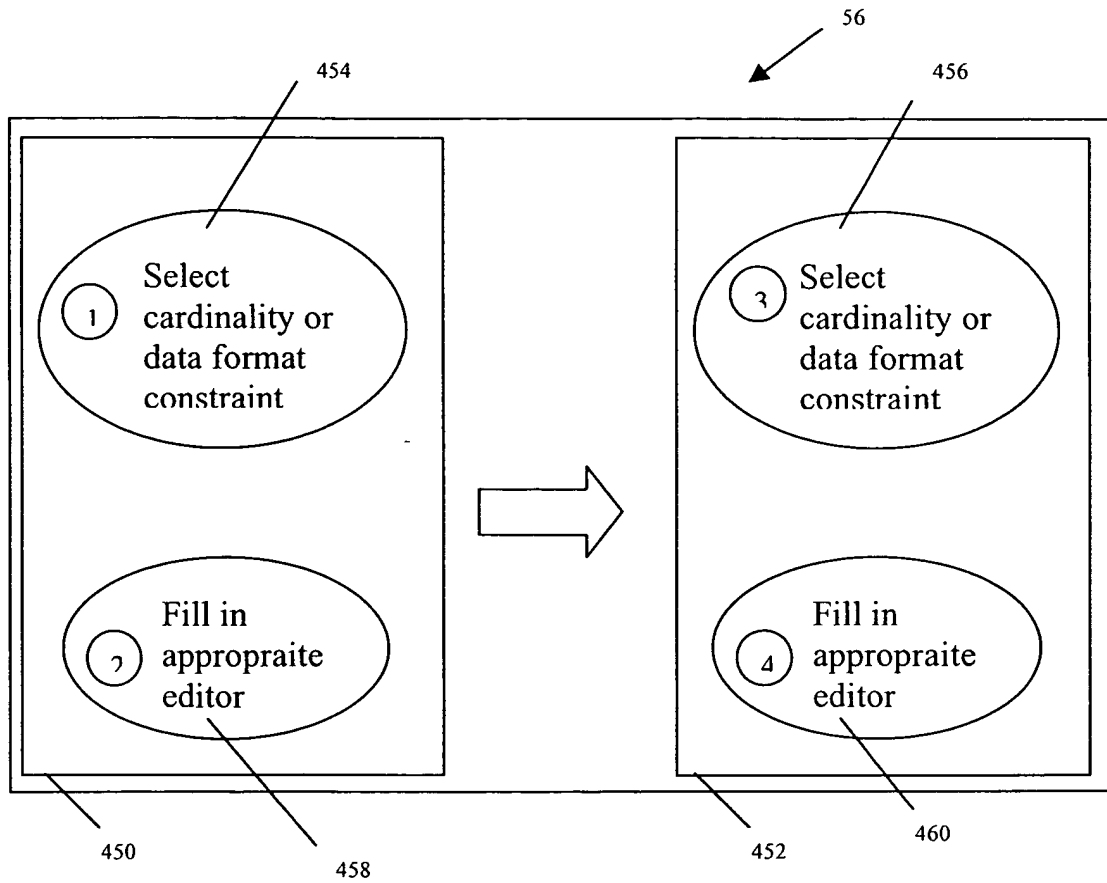 56
454
456
1
Select
cardinality or
data format
constraint
3
Select
cardinality or
data format
constraint
2
Fill in
appropraite
editor
4
Fill in
appropraite
editor
450
458
452
460